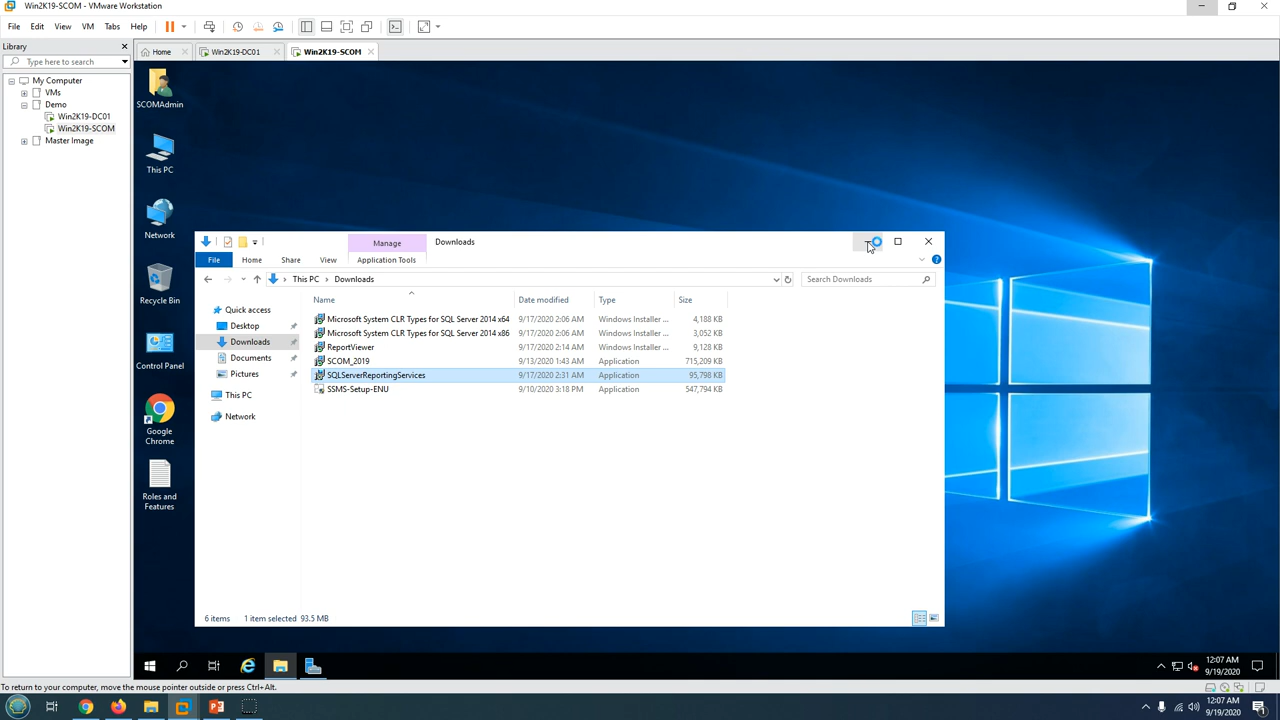 Win2K19-SCOM - VMware Workstation
File Edit View VM Tabs Help
Library
Type here to search
My Computer
VMs
Demo
Win2K19-DC01
Win2K19-SCOM
Master Image
Home Win2K19-DC01 Win2K19-SCOM
SCOMAdmin
This PC
Network
Recycle Bin
Control Panel
Google
Chrome
Roles and
Features
Manage Downloads
File Home Share View Application Tools
This PC Downloads
Search Downloads
Quick access
Desktop
Downloads
Documents
Pictures
This PC
Network
Name Date modified Type Size
Microsoft System CLR Types for SQL Server 2014 x64 9/17/2020 2:06 AM Windows Installer ... 4,188 KB
Microsoft System CLR Types for SQL Server 2014 x86 9/17/2020 2:06 AM Windows Installer ... 3,052 KB
ReportViewer 9/17/2020 2:14 AM Windows Installer ... 9,128 KB
SCOM_2019 9/13/2020 1:43 AM Application 715,209 KB
SQLServerReportingServices 9/17/2020 2:31 AM Application 95,798 KB
SSMS-Setup-ENU 9/10/2020 3:18 PM Application 547,794 KB
6 items 1 item selected 93.5 MB
12:07 AM
9/19/2020
To return to your computer, move the mouse pointer outside or press Ctrl+Alt.
12:07 AM
9/19/2020